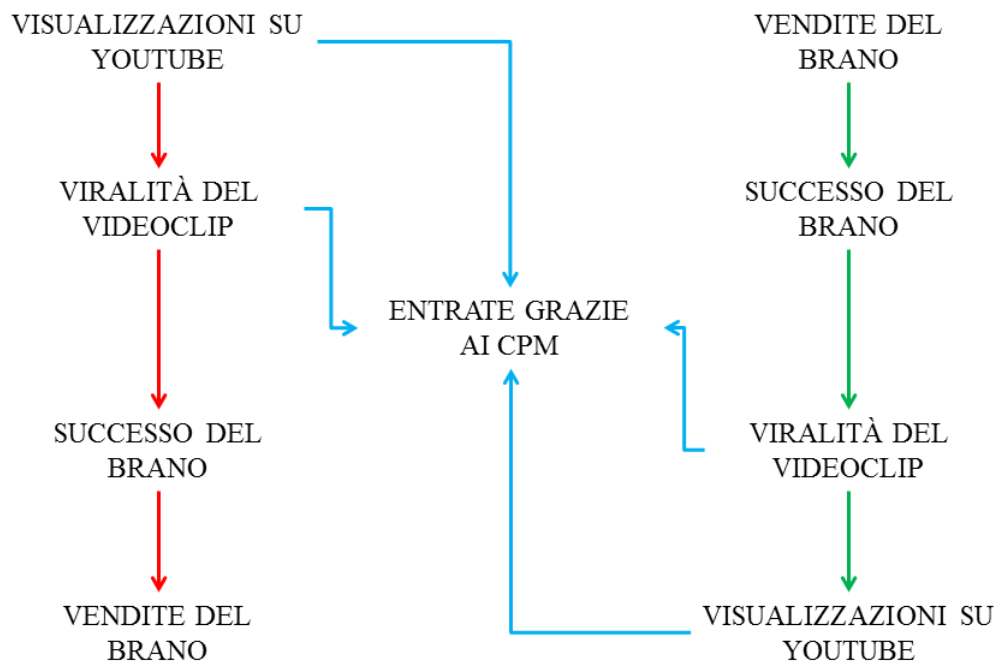 VISUALIZZAZIONI SU
YOUTUBE
VIRALITÀ DEL
VIDEOCLIP
SUCCESSO DEL
BRANO
VENDITE DEL
BRANO
ENTRATE GRAZIE
AI CPM
VENDITE DEL
BRANO
SUCCESSO DEL
BRANO
VIRALITÀ DEL
VIDEOCLIP
VISUALIZZAZIONI SU
YOUTUBE